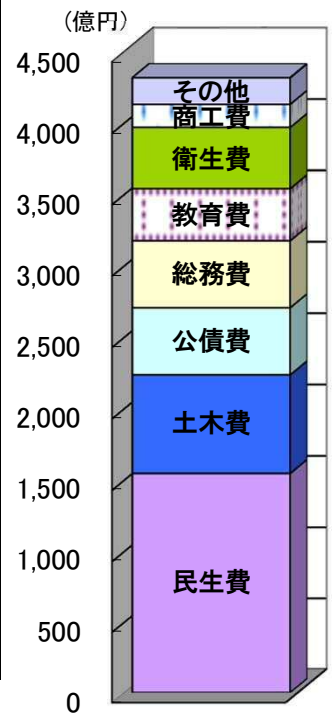 (億円)
4,500
その他
商工費
4,000
衛生費
3,500
教育費
3,000
総務費
2,500
公債費
2,000
土木費
1,500
1,000
民生費
500
0